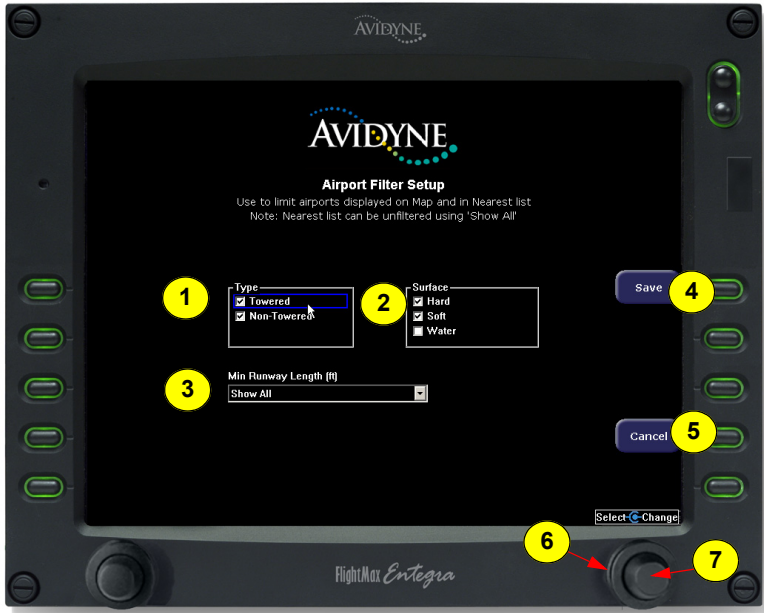 AVIDYNE
AVIDYNE
Airport Filter Setup
Use to limit airports displayed on Map and in Nearest list
Note: Nearest list can be unfiltered using 'Show All'
1
Type
Towered
Non-Towered
2
Surface
Hard
Soft
Water
Save
4
3
Min Runway Length (ft)
Show All
Cancel
5
Select Change
6
7
FlightMax Entegra